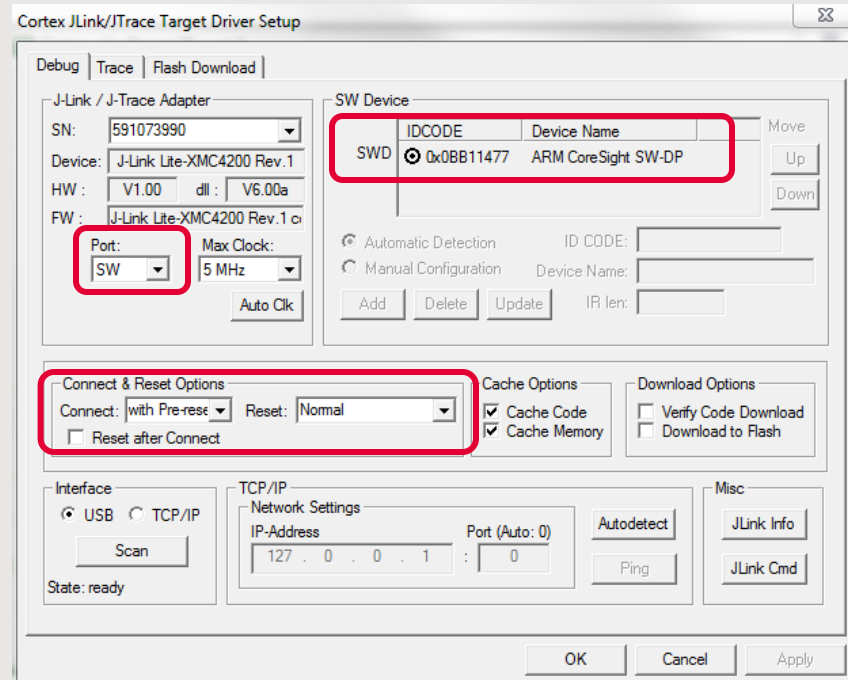 Cortex JLink/JTrace Target Driver Setup
Debug Trace Flash Download
J-Link / J-Trace Adapter
SN: 591073990
Device: J-Link Lite-XMC4200 Rev.1
HW : V1.00 dll : V6.00a
FW : J-Link Lite-XMC4200 Rev.1 c
Port: Max Clock:
SW 5 MHz
Auto Clk
SW Device
IDCODE Device Name
SWD 0x0BB11477 ARM CoreSight SW-DP
Move
Up
Down
Automatic Detection ID CODE:
Manual Configuration Device Name:
Add Delete Update IR len:
Connect & Reset Options
Connect: with Pre-rese Reset: Normal
Reset after Connect
Cache Options
Cache Code
Cache Memory
Download Options
Verify Code Download
Download to Flash
Interface
USB TCP/IP
Scan
State: ready
TCP/IP
Network Settings
IP-Address Port (Auto: 0)
127 . 0 . 0 . 1 : 0
Autodetect
Ping
Misc
JLink Info
JLink Cmd
OK Cancel Apply